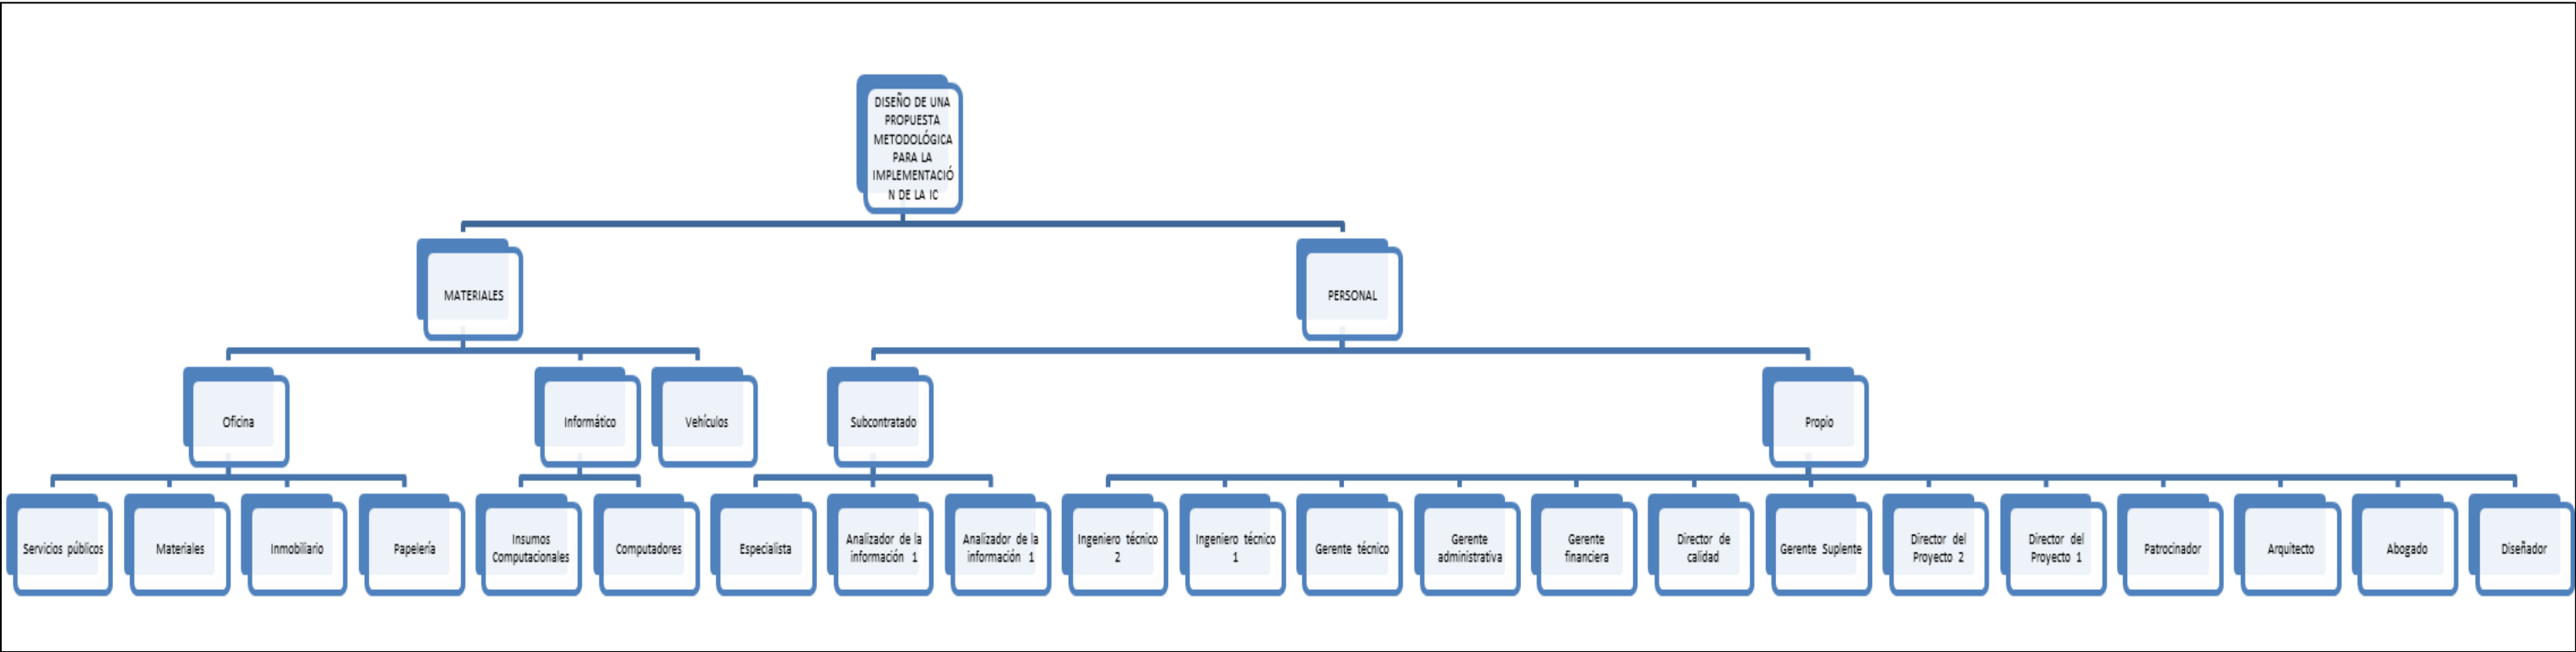 DISEÑO DE UNA
PROPUESTA
METODOLÓGICA
PARA LA
IMPLEMENTACIÓ
N DE LA IC
MATERIALES
PERSONAL
Oficina
Informático
Vehículos
Subcontratado
Propio
Servicios públicos
Materiales
Inmobiliario
Papelería
Insumos
Computacionales
Computadores
Especialista
Analizador de la
información 1
Analizador de la
información 1
Ingeniero técnico
2
Ingeniero técnico
1
Gerente técnico
Gerente
administrativa
Gerente
financiera
Director de
calidad
Gerente Suplente
Director del
Proyecto 2
Director del
Proyecto 1
Patrocinador
Arquitecto
Abogado
Diseñador